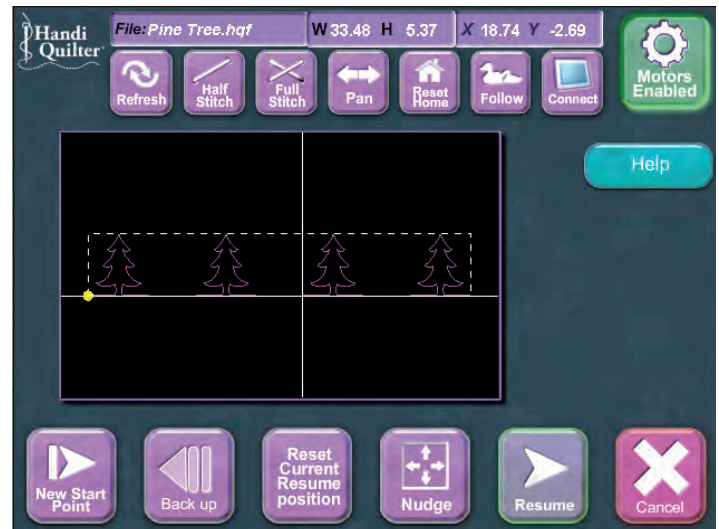 Handi
Quilter
File: Pine Tree.hqf
W 33.48 H 5.37
X 18.74 Y -2.69
Motors
Enabled
Refresh
Half
Stitch
Full
Stitch
Pan
Reset
Home
Follow
Connect
Help
New Start
Point
Back up
Reset
Current
Resume
position
Nudge
Resume
Cancel